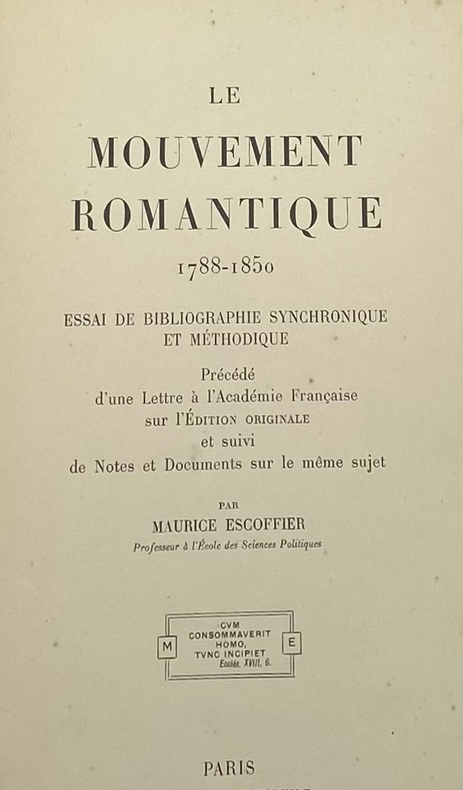 LE
MOUVEMENT
ROMANTIQUE
1788-1850
ESSAI DE BIBLIOGRAPHIE SYNCHRONIQUE
ET MÉTHODIQUE
Précédé
d'une Lettre à l'Académie Française
sur l'ÉDITION ORIGINALE
et suivi
de Notes et Documents sur le même sujet
PAR
MAURICE ESCOFFIER
Professeur à l'École des Sciences Politiques
CVM
CONSOMMAVERIT
M HOMO, E
TVNC INCIPIET
Ecclés. XVIII, 6.
PARIS